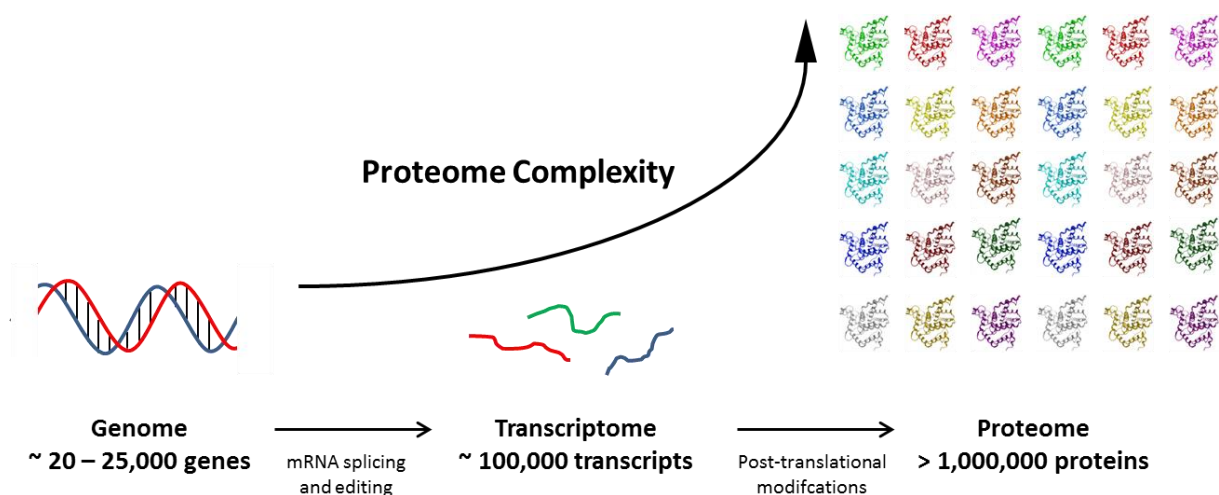 Proteome Complexity
Genome
~ 20 – 25,000 genes
mRNA splicing
and editing
Transcriptome
~ 100,000 transcripts
Post-translational
modifcations
Proteome
> 1,000,000 proteins